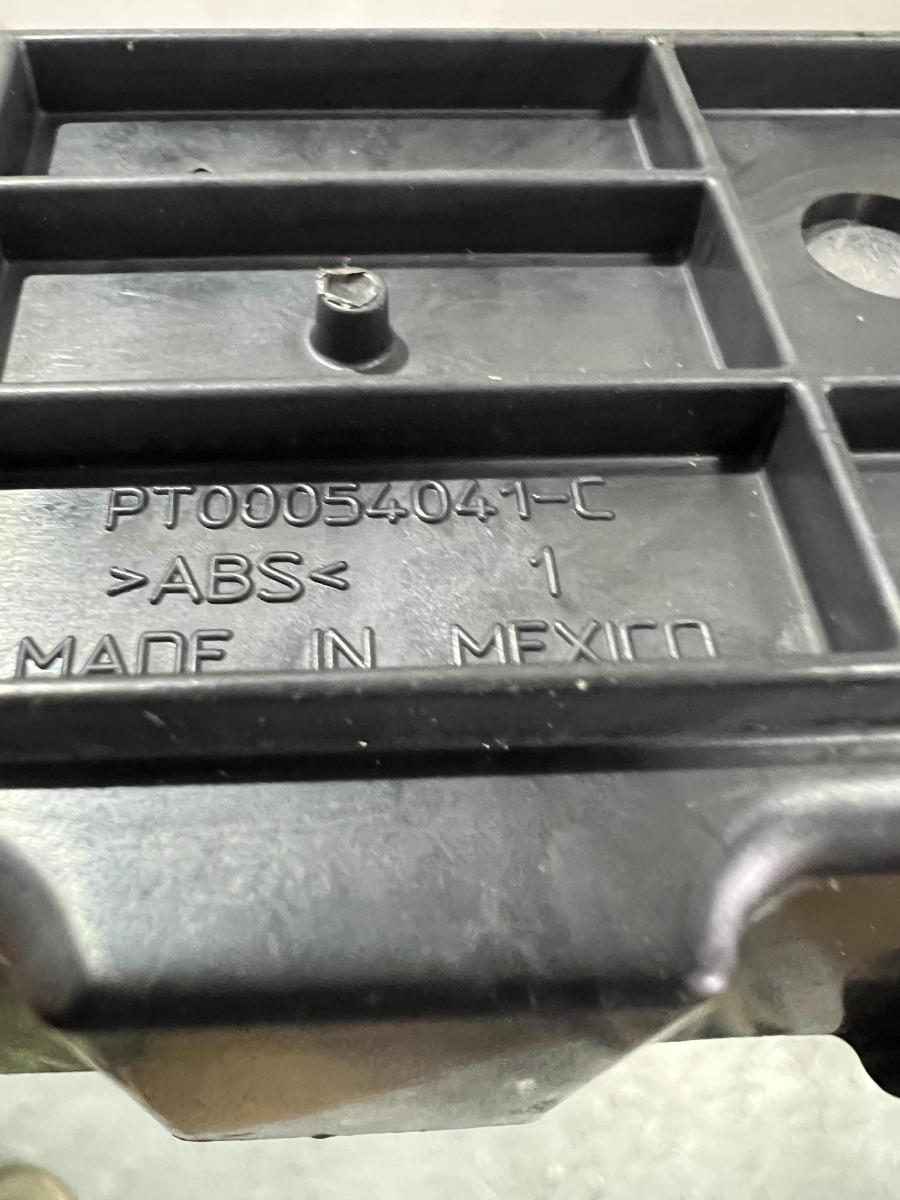 PT00054041-C
>ABS< 1
MADE IN MEXICO